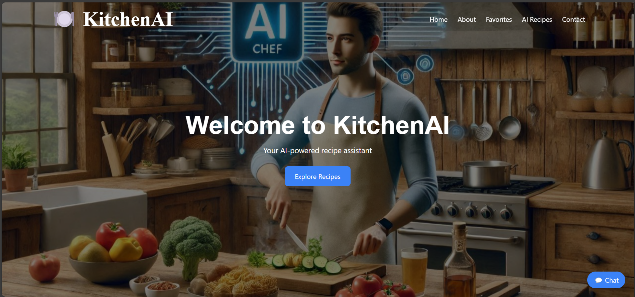 KitchenAI
Home About Favorites AI Recipes Contact
AI
CHEF
Welcome to KitchenAI
Your AI-powered recipe assistant
Explore Recipes
Chat